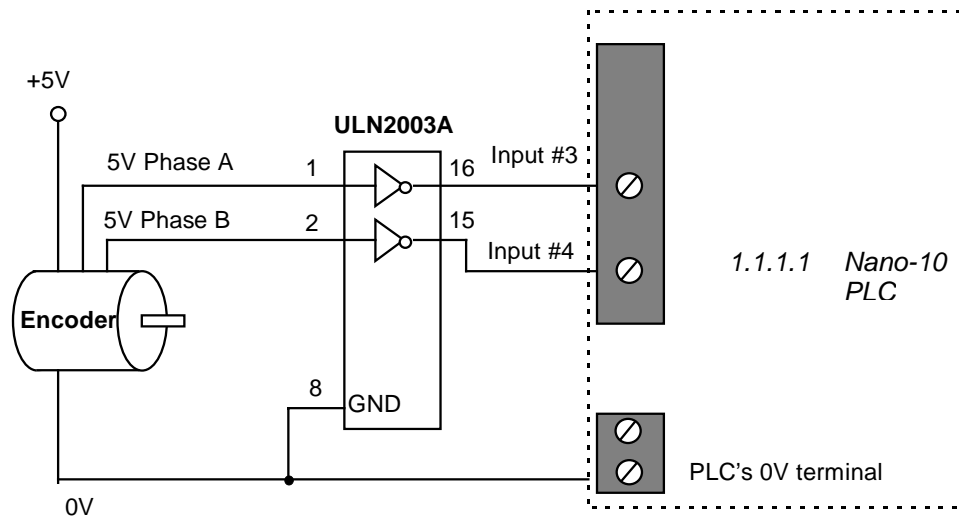 +5V
ULN2003A
5V Phase A
1
16
Input #3
5V Phase B
2
15
Input #4
1.1.1.1 Nano-10
PLC
Encoder
8
GND
PLC's 0V terminal
0V